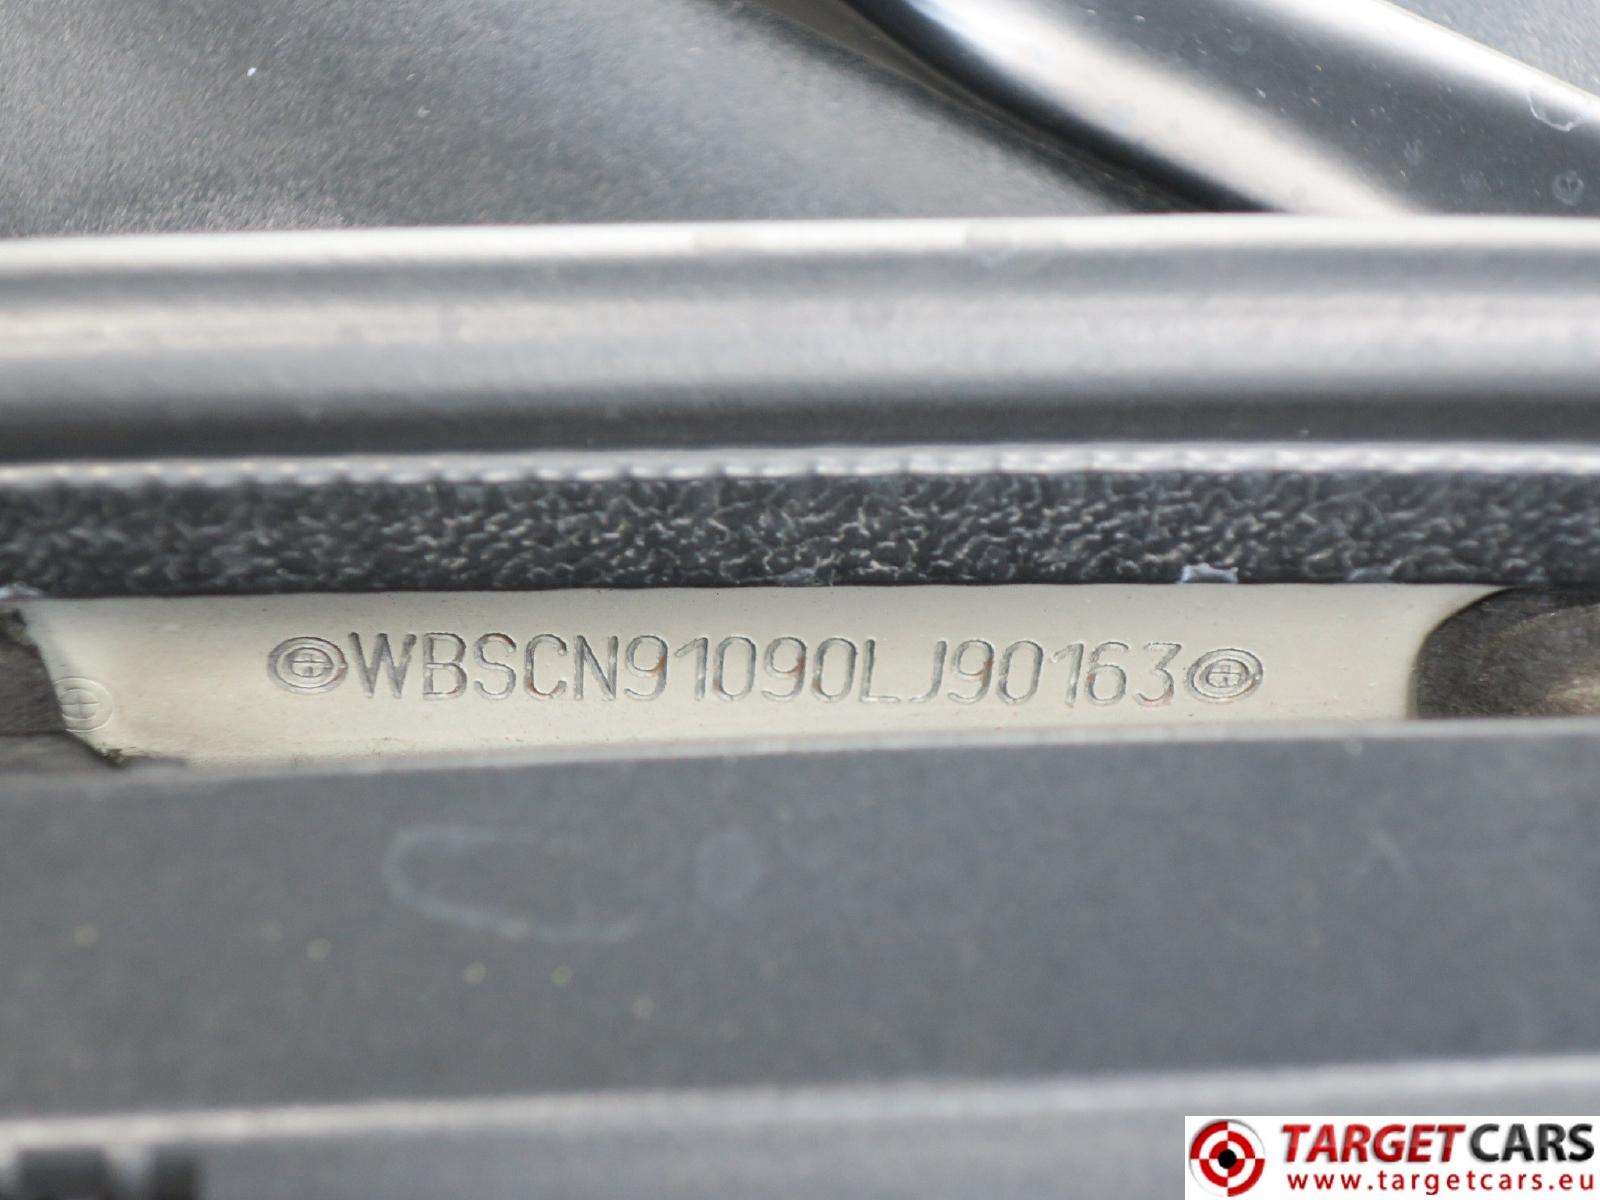 WBSCN91090LJ90163
TARGET CARS
www.targetcars.eu